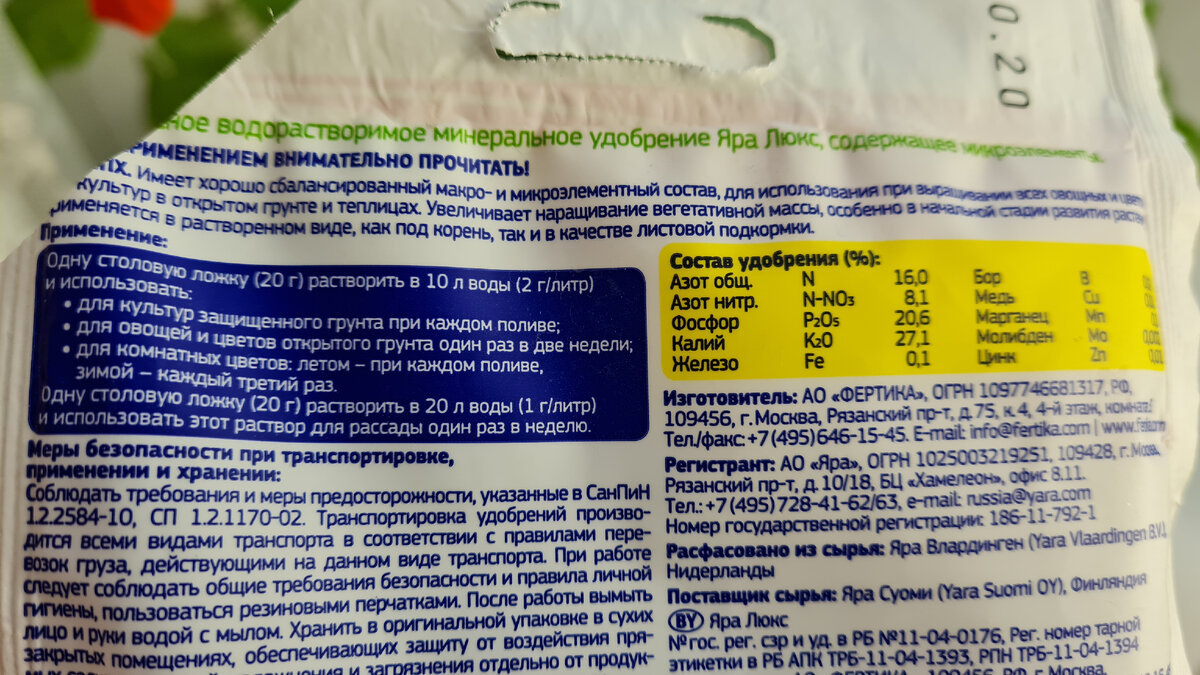 0.20
водорастворимое минеральное удобрение Яра Люкс, содержащее микроэлементы
ВНИМАТЕЛЬНО ПРОЧИТАТЬ!
Имеет хорошо сбалансированный макро- и микроэлементный состав, для использования при выращивании всех овощных и
культур в открытом грунте и теплицах. Увеличивает наращивание вегетативной массы, особенно в начальной стадии развития
в растворенном виде, как под корень, так и в качестве листовой подкормки.
Применение:
Одну столовую ложку (20 г) растворить в 10 л воды (2 г/литр)
и использовать:
• для культур защищенного грунта при каждом поливе;
• для овощей и цветов открытого грунта один раз в две недели;
• для комнатных цветов: летом – при каждом поливе,
зимой – каждый третий раз.
Одну столовую ложку (20 г) растворить в 20 л воды (1 г/литр)
и использовать этот раствор для рассады один раз в неделю.
Меры безопасности при транспортировке,
применении и хранении:
Соблюдать требования и меры предосторожности, указанные в СанПиН
1.2.2584-10, СП 1.2.1170-02. Транспортировка удобрений произво-
дится всеми видами транспорта в соответствии с правилами пере-
возок груза, действующими на данном виде транспорта. При работе
следует соблюдать общие требования безопасности и правила личной
гигиены, пользоваться резиновыми перчатками. После работы вымыть
лицо и руки водой с мылом. Хранить в оригинальной упаковке в сухих
закрытых помещениях, обеспечивающих защиту от воздействия пря-
и загрязнения отдельно от продук-
Состав удобрения (%):
Азот общ. N 16,0 Бор B
Азот нитр. N-NO₃ 8,1 Медь Cu
Фосфор P₂O₅ 20,6 Марганец Mn
Калий K₂O 27,1 Молибден Mo
Железо Fe 0,1 Цинк Zn
Изготовитель: АО «ФЕРТИКА», ОГРН 1097746681317, РФ,
109456, г.Москва, Рязанский пр-т, д.75, к.4, 4-й этаж,
Тел./факс: +7(495)646-15-45. E-mail: info@fertika.com |
Регистрант: АО «Яра», ОГРН 1025003219251, 109428, г.Москва,
Рязанский пр-т, д.10/18, БЦ «Хамелеон», офис 8.11.
Тел.: +7(495)728-41-62/63, e-mail: russia@yara.com
Номер государственной регистрации: 186-11-792-1
Расфасовано из сырья: Яра Влардинген (Yara Vlaardingen B.V.),
Нидерланды
Поставщик сырья: Яра Суоми (Yara Suomi OY), Финляндия
BY Яра Люкс
№гос. рег. сзр и уд. в РБ №11-04-0176, Рег. номер тарной
этикетки в РБ АПК ТРБ-11-04-1393, РПН ТРБ-11-04-1394